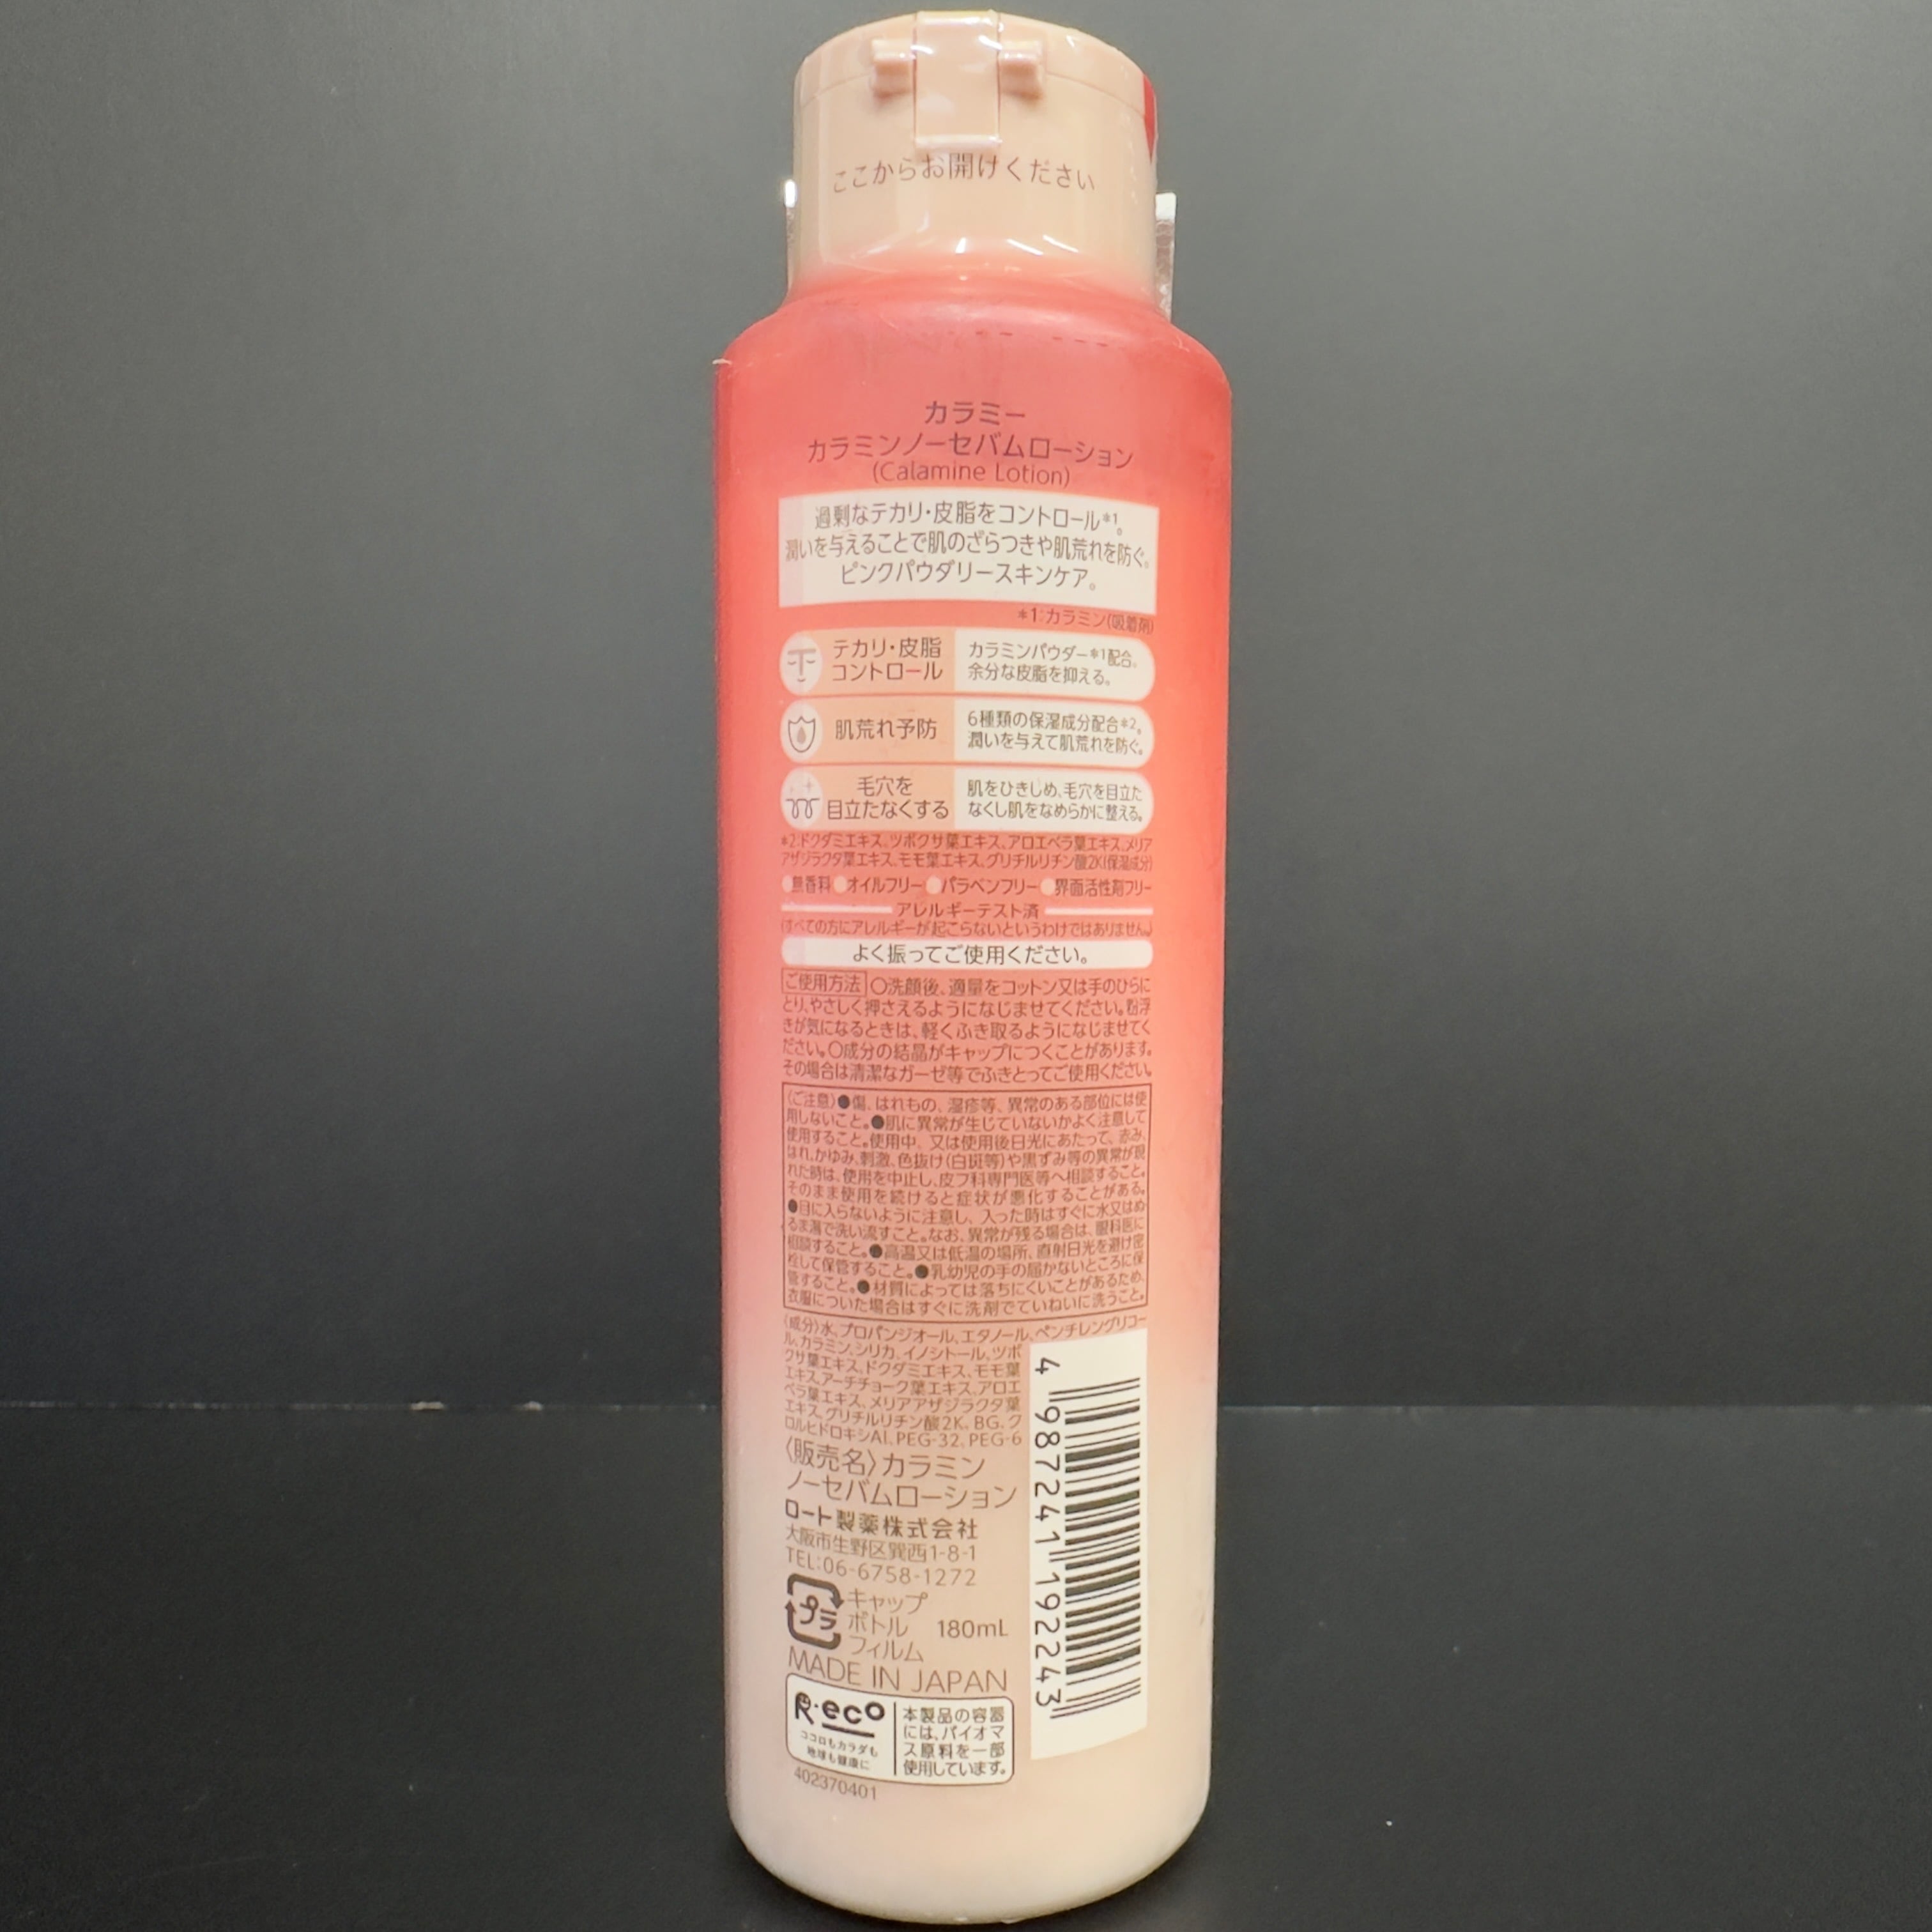 ここからお開けください
カラミー
カラミンノーセバムローション
(Calamine Lotion)
過剰なテカリ・皮脂をコントロール*1。
潤いを与えることで肌のざらつきや肌荒れを防ぐ。
ピンクパウダリースキンケア。
*1:カラミン(吸着剤)
テカリ・皮脂
コントロール
カラミンパウダー*1配合。
余分な皮脂を抑える。
肌荒れ予防
6種類の保湿成分配合*2。
潤いを与えて肌荒れを防ぐ。
毛穴を
目立たなくする
肌をひきしめ、毛穴を目立た
なくし肌をなめらかに整える。
*2:ドクダミエキス、ツボクサ葉エキス、アロエベラ葉エキス、メリア
アザジラクタ葉エキス、モモ葉エキス、グリチルリチン酸2K(保湿成分)
●無香料●オイルフリー●パラベンフリー●界面活性剤フリー
アレルギーテスト済
(すべての方にアレルギーが起こらないというわけではありません。)
よく振ってご使用ください。
ご使用方法 〇洗顔後、適量をコットン又は手のひらに
とり、やさしく押さえるようになじませてください。粉浮
きが気になるときは、軽くふき取るようになじませてく
ださい。〇成分の結晶がキャップにつくことがあります。
その場合は清潔なガーゼ等でふきとってご使用ください。
〈ご注意〉●傷、はれもの、湿疹等、異常のある部位には使
用しないこと。●肌に異常が生じていないかよく注意して
使用すること。使用中、又は使用後日光にあたって、赤み、
はれ、かゆみ、刺激、色抜け(白斑等)や黒ずみ等の異常が現
れた時は、使用を中止し、皮フ科専門医等へ相談すること。
そのまま使用を続けると症状が悪化することがある。
●目に入らないように注意し、入った時はすぐに水又はぬ
るま湯で洗い流すこと。なお、異常が残る場合は、眼科医に
相談すること。●高温又は低温の場所、直射日光を避け密
栓して保管すること。●乳幼児の手の届かないところに保
管すること。●材質によっては落ちにくいことがあるため、
衣服についた場合はすぐに洗剤でていねいに洗うこと。
〈成分〉水、プロパンジオール、エタノール、ペンチレングリコー
ル、カラミン、シリカ、イノシトール、ツボ
クサ葉エキス、ドクダミエキス、モモ葉
エキス、アーチチョーク葉エキス、アロエ
ベラ葉エキス、メリアアザジラクタ葉
エキス、グリチルリチン酸2K、BG、ク
ロルヒドロキシAl、PEG-32、PEG-6
〈販売名〉カラミン
ノーセバムローション
ロート製薬株式会社
大阪市生野区巽西1-8-1
TEL:06-6758-1272
プラ
キャップ
ボトル
フィルム
180mL
MADE IN JAPAN
R・eco
ココロもカラダも
地球も健康に
本製品の容器
には、バイオマ
ス原料を一部
使用しています。
402370401
4 987241 192243